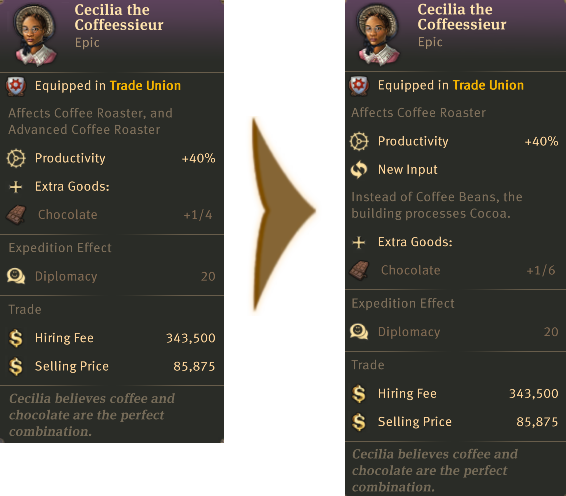 Cecilia the
Coffeessieur
Epic
Equipped in Trade Union
Affects Coffee Roaster, and
Advanced Coffee Roaster
Productivity +40%
Extra Goods:
Chocolate +1/4
Expedition Effect
Diplomacy 20
Trade
Hiring Fee 343,500
Selling Price 85,875
Cecilia believes coffee and
chocolate are the perfect
combination.
Cecilia the
Coffeessieur
Epic
Equipped in Trade Union
Affects Coffee Roaster
Productivity +40%
New Input
Instead of Coffee Beans, the
building processes Cocoa.
Extra Goods:
Chocolate +1/6
Expedition Effect
Diplomacy 20
Trade
Hiring Fee 343,500
Selling Price 85,875
Cecilia believes coffee and
chocolate are the perfect
combination.